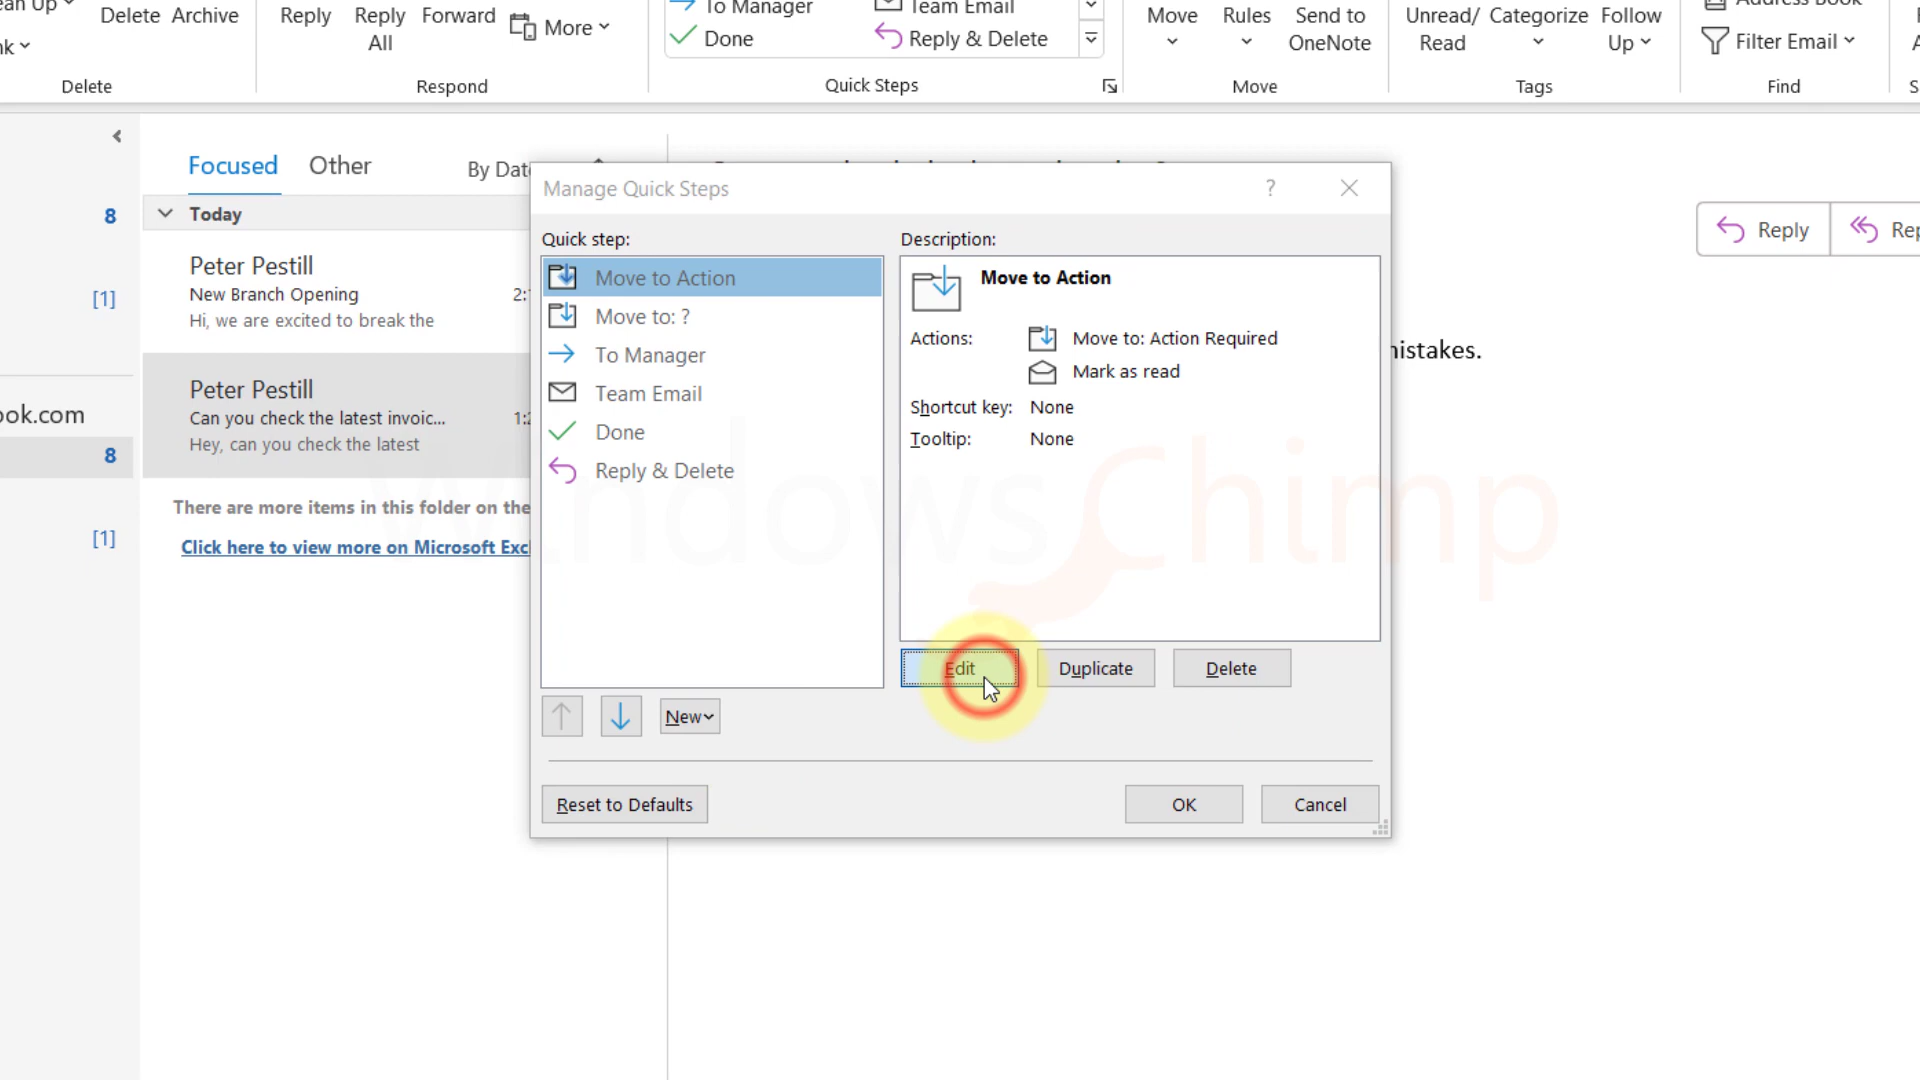 Delete Archive
Reply
Reply All
Forward
More
To Manager
Team Email
Done
Reply & Delete
Move
Rules
Send to OneNote
Unread/ Read
Categorize
Follow Up
Filter Email
Delete
Respond
Quick Steps
Move
Tags
Find
Focused Other
8
Today
Peter Pestill
New Branch Opening
Hi, we are excited to break the
[1]
Peter Pestill
Can you check the latest invoic...
Hey, can you check the latest
ook.com
8
There are more items in this folder on the
Click here to view more on Microsoft
[1]
Reply
Manage Quick Steps
?
Quick step:
Move to Action
Move to: ?
To Manager
Team Email
Done
Reply & Delete
New
Description:
Move to Action
Actions:
Move to: Action Required
Mark as read
Shortcut key: None
Tooltip: None
Edit
Duplicate
Delete
Reset to Defaults
OK
Cancel
nistakes.
Windows Chimp